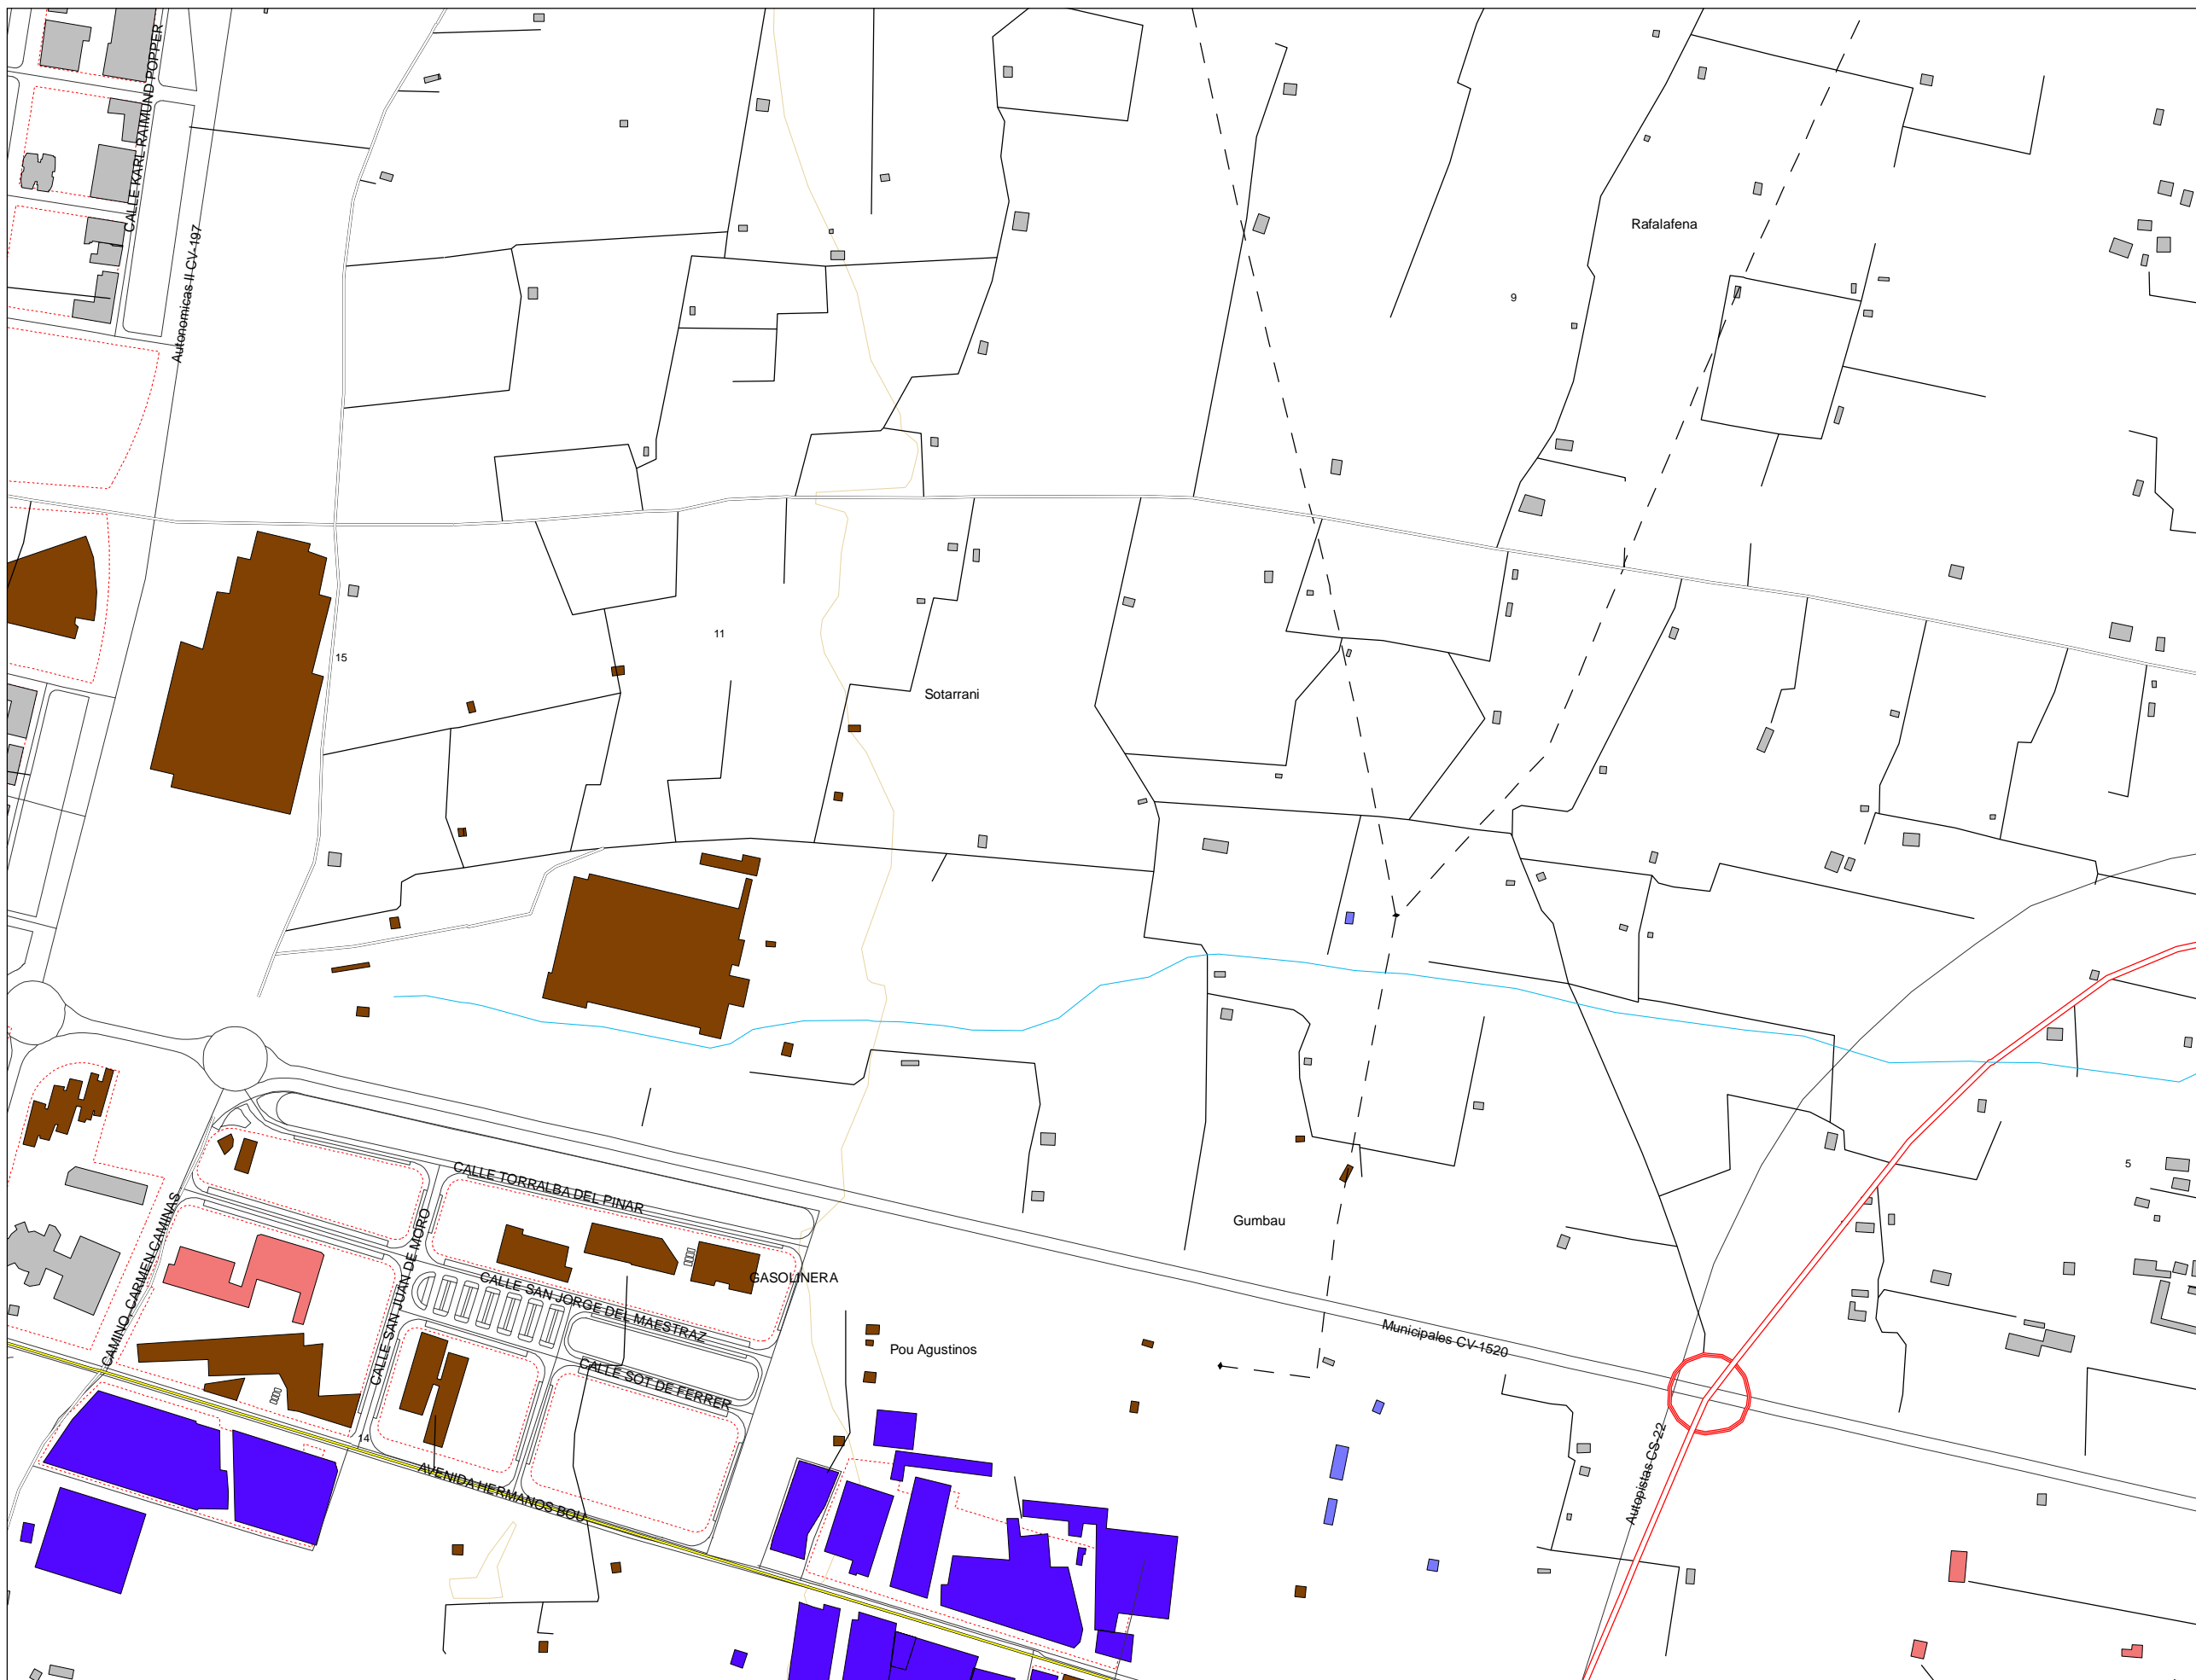 CALLE KARL RAIMUND POPPER
Rafalafena
Autonomicas II CV-197
9
11
15
Sotarrani
5
CALLE TORRALBA DEL PINAR
CAMINO CARMEN CAMINAS
CALLE SAN JUAN DE MORO
Gumbau
GASOLINERA
CALLE SAN JORGE DEL MAESTRAZ
Municipales CV-1520
Pou Agustinos
CALLE SOT DE FERRER
14
Autopistas CS-22
AVENIDA HERMANOS BOU